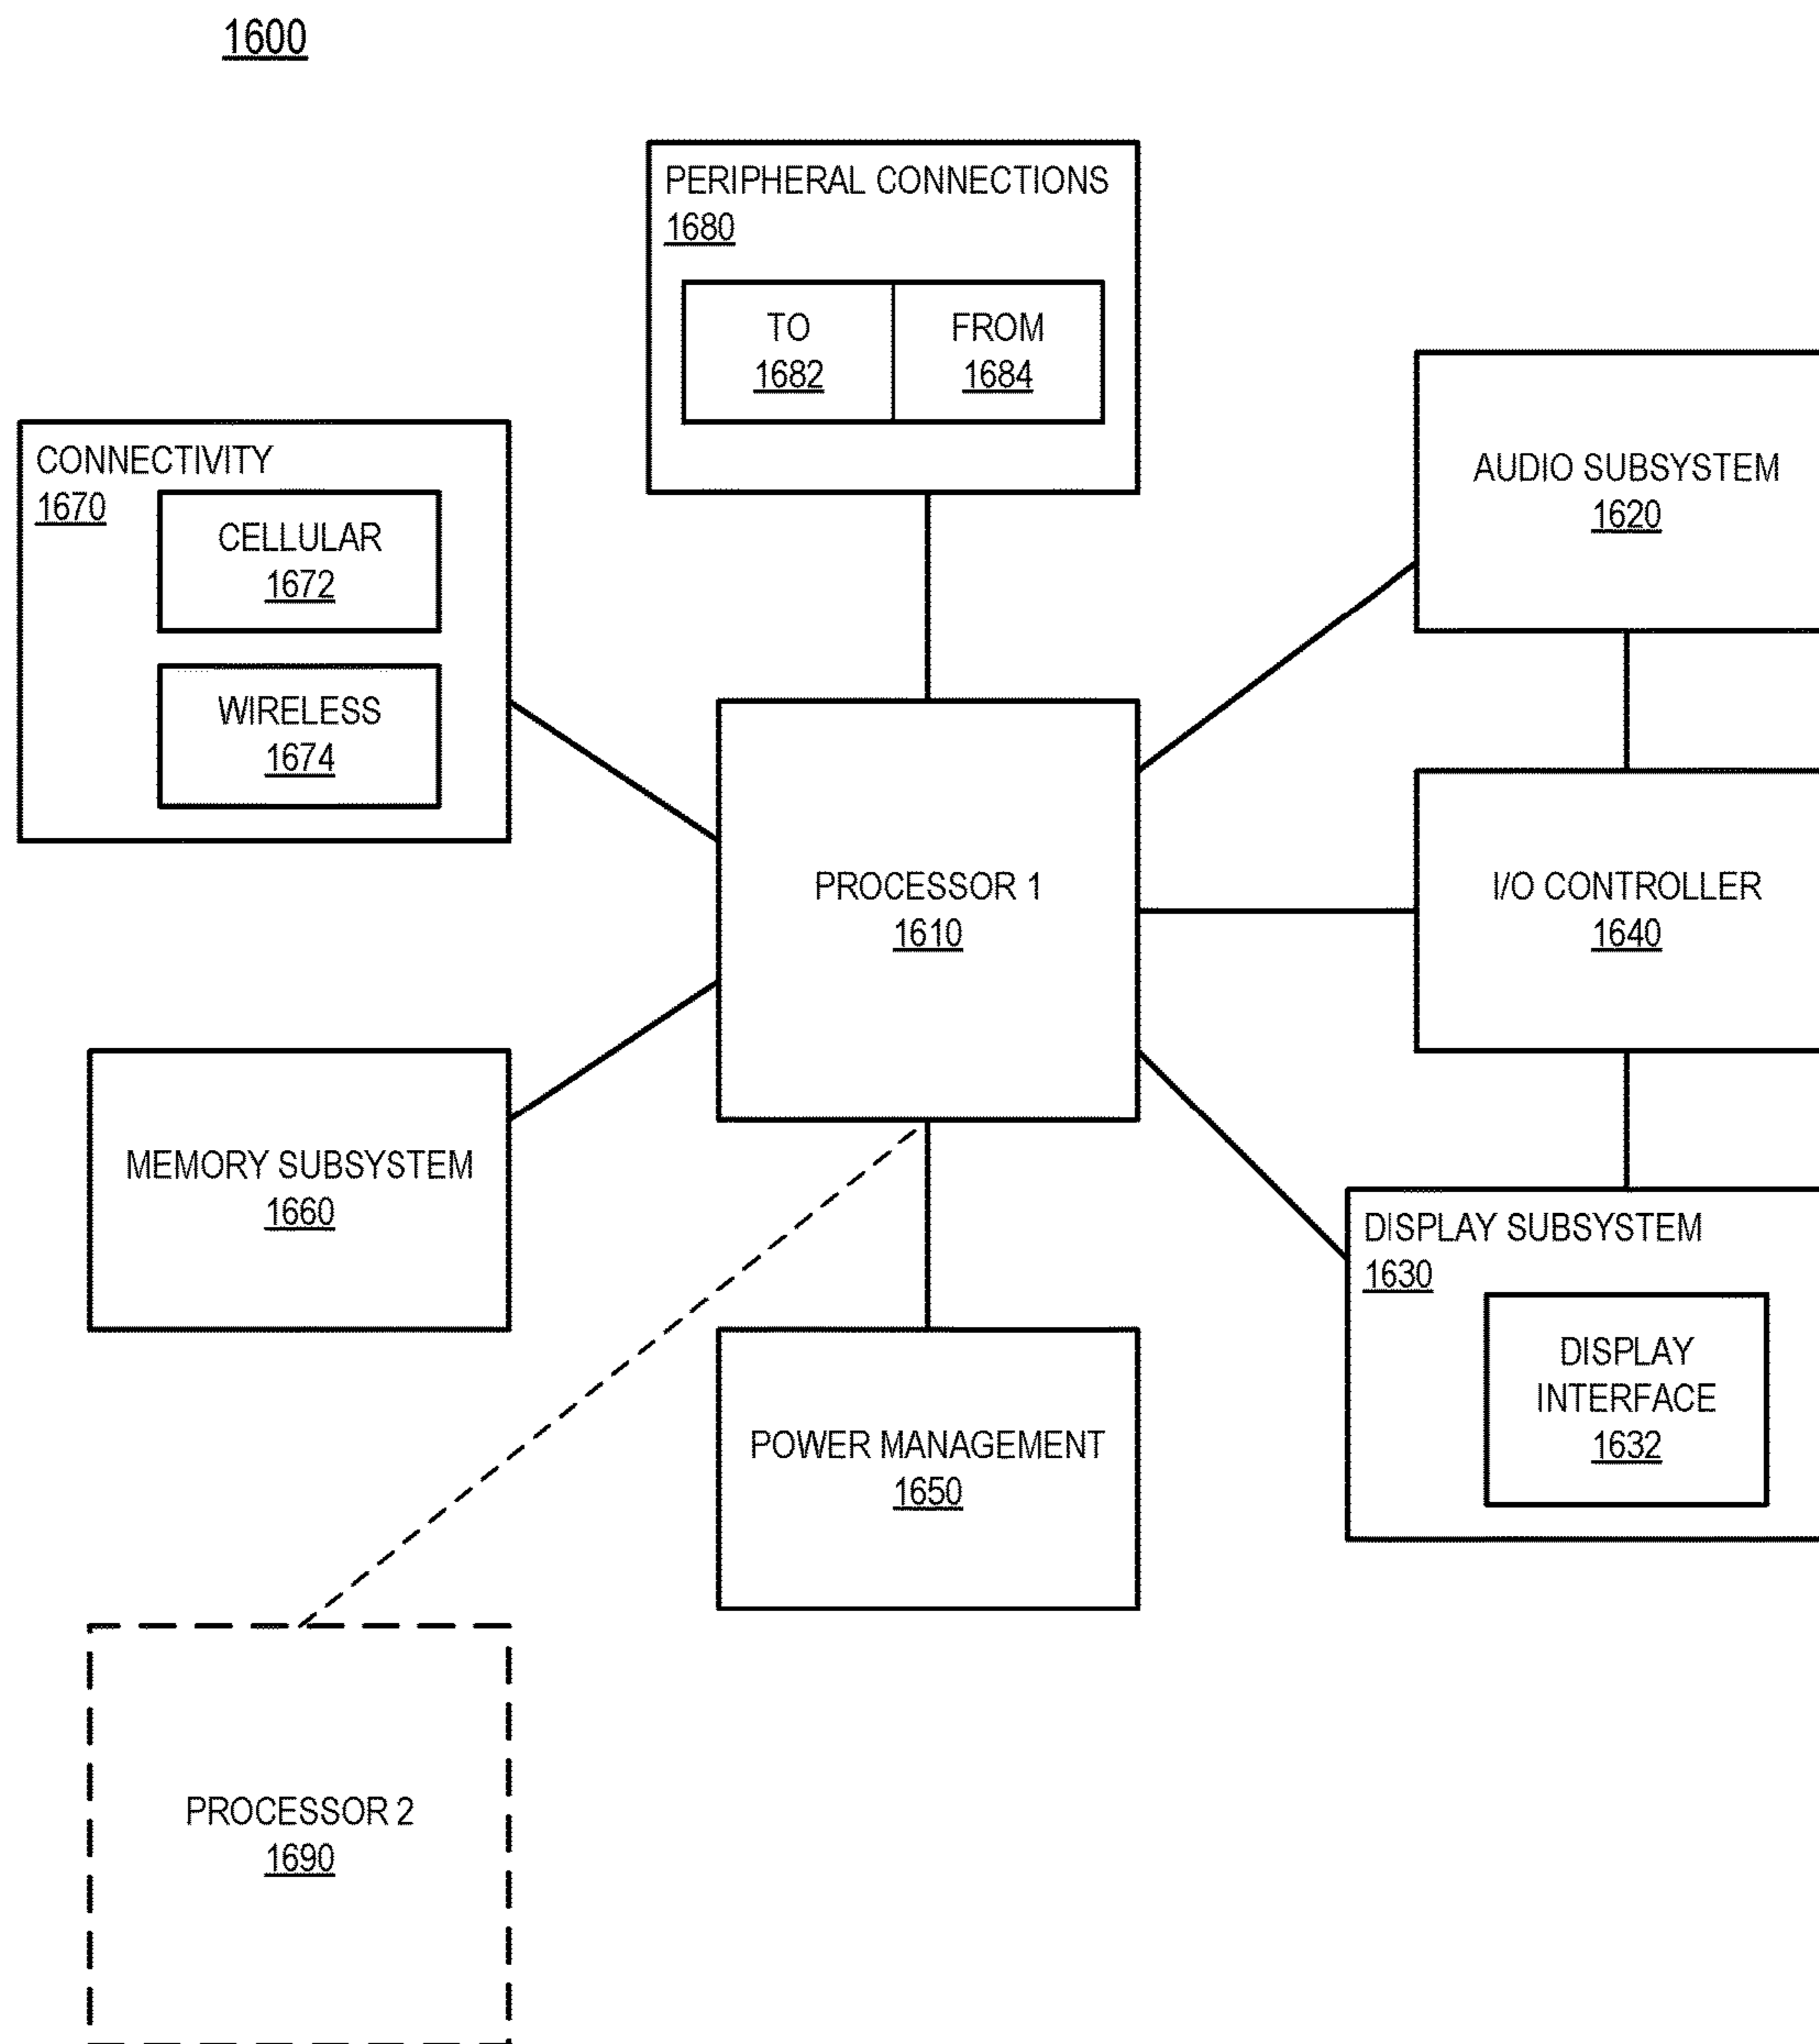 1600
PERIPHERAL CONNECTIONS
1680
TO
1682
FROM
1684
CONNECTIVITY
1670
CELLULAR
1672
WIRELESS
1674
AUDIO SUBSYSTEM
1620
PROCESSOR 1
1610
I/O CONTROLLER
1640
MEMORY SUBSYSTEM
1660
DISPLAY SUBSYSTEM
1630
DISPLAY
INTERFACE
1632
POWER MANAGEMENT
1650
PROCESSOR 2
1690